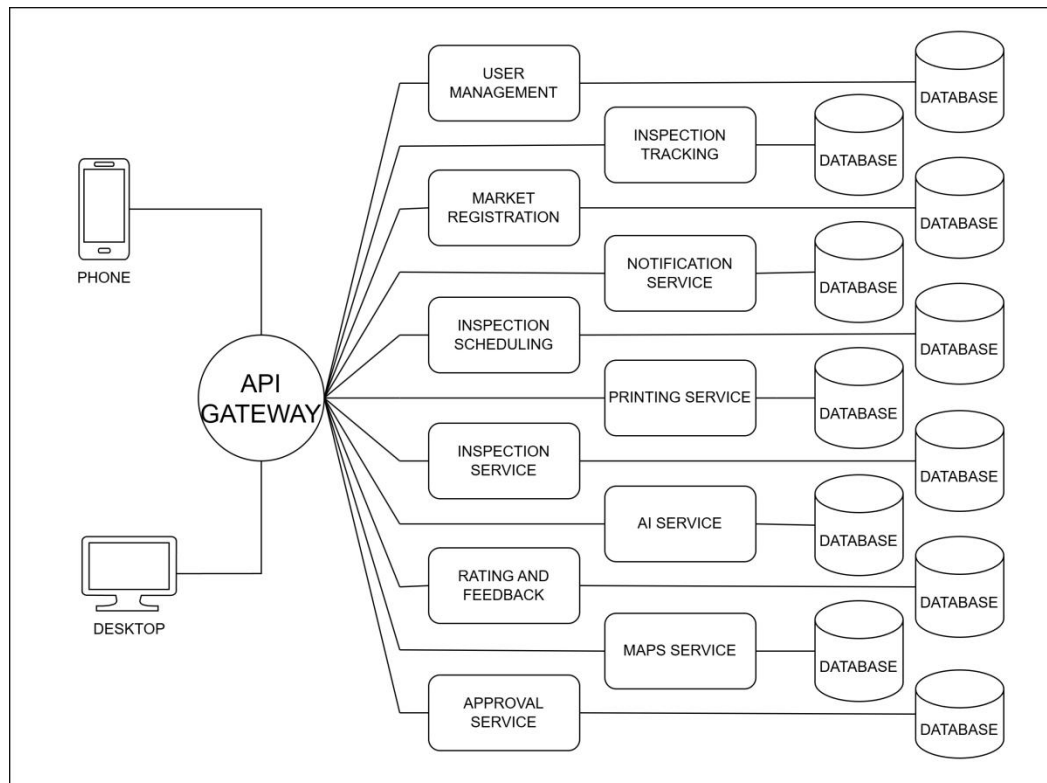 USER
MANAGEMENT
DATABASE
INSPECTION
TRACKING
DATABASE
MARKET
REGISTRATION
DATABASE
PHONE
NOTIFICATION
SERVICE
DATABASE
INSPECTION
SCHEDULING
DATABASE
API
GATEWAY
PRINTING SERVICE
DATABASE
INSPECTION
SERVICE
DATABASE
AI SERVICE
DATABASE
RATING AND
FEEDBACK
DATABASE
DESKTOP
MAPS SERVICE
DATABASE
APPROVAL
SERVICE
DATABASE